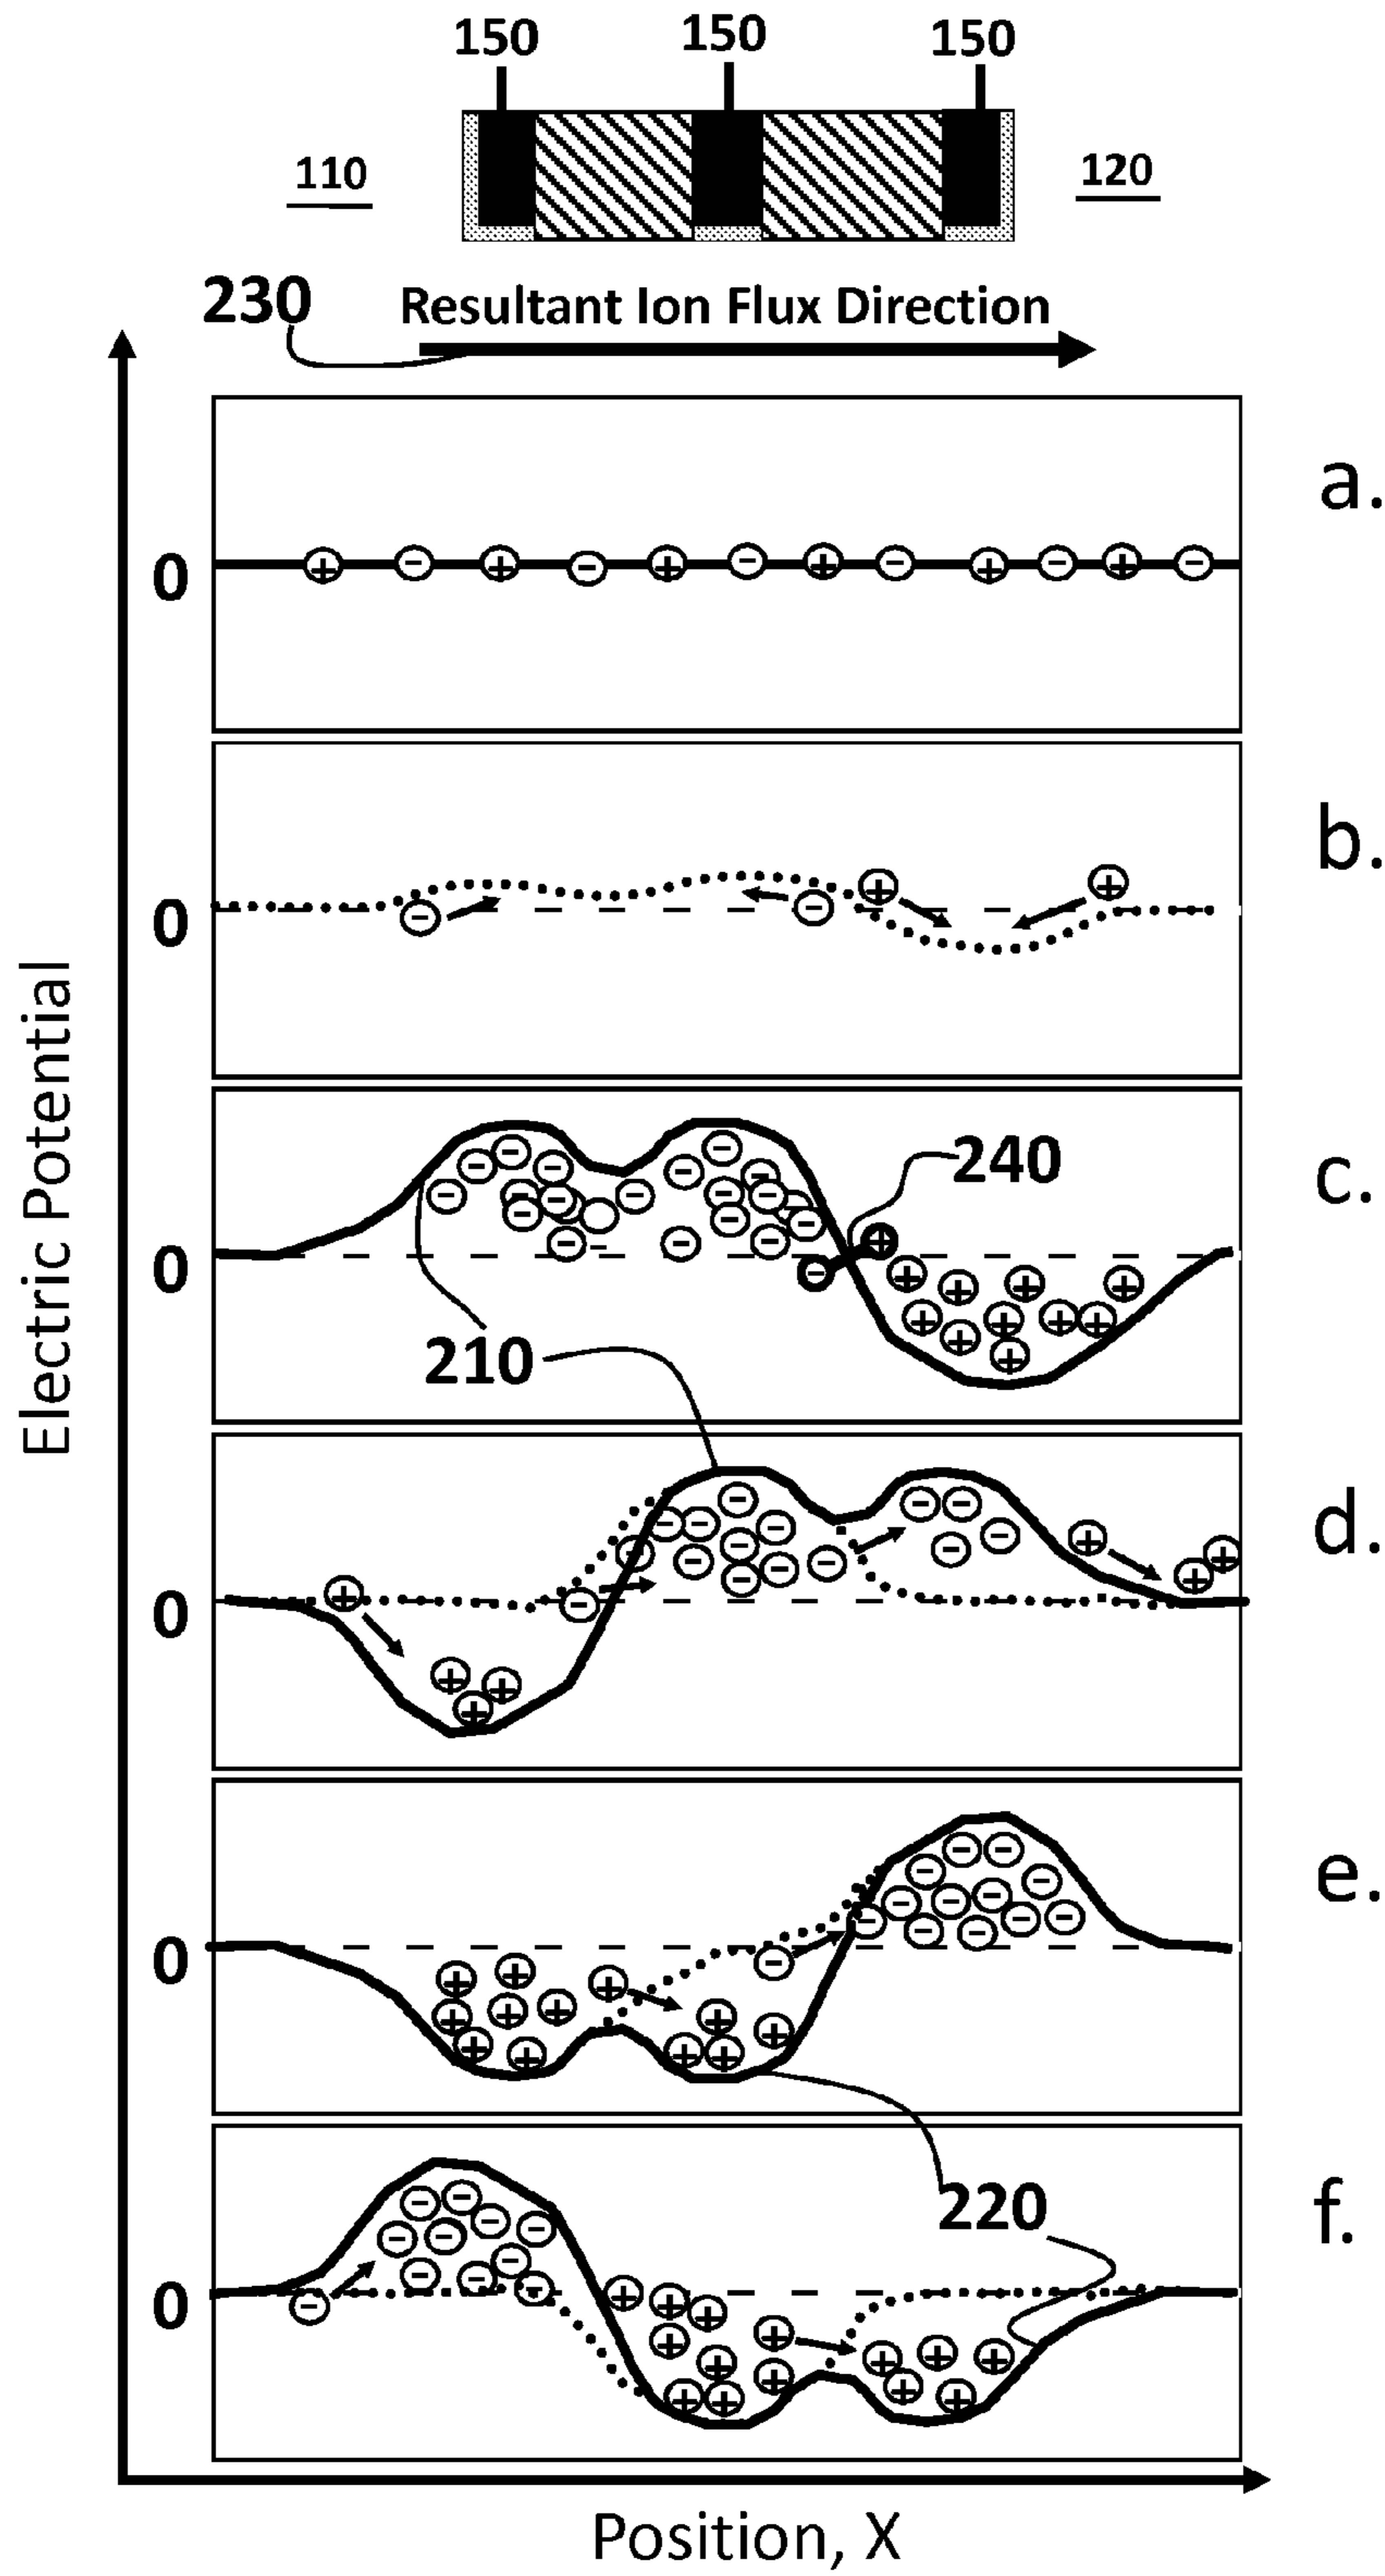 150 150 150
110 120
230 Resultant Ion Flux Direction
a.
0
b.
0
c.
240
0
210
d.
0
e.
0
220
f.
0
Electric Potential
Position, X